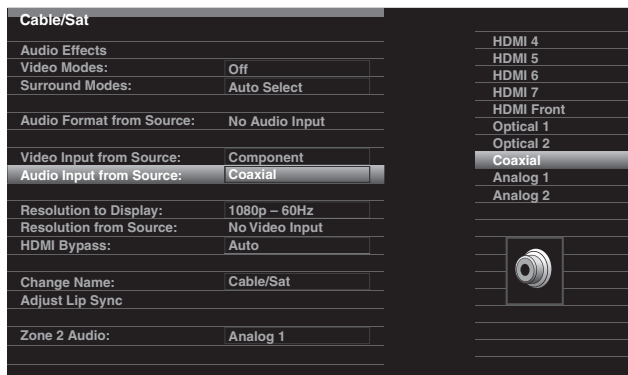 Cable/Sat
Audio Effects
Video Modes: Off
Surround Modes: Auto Select
Audio Format from Source: No Audio Input
Video Input from Source: Component
Audio Input from Source: Coaxial
Resolution to Display: 1080p – 60Hz
Resolution from Source: No Video Input
HDMI Bypass: Auto
Change Name: Cable/Sat
Adjust Lip Sync
Zone 2 Audio: Analog 1
HDMI 4
HDMI 5
HDMI 6
HDMI 7
HDMI Front
Optical 1
Optical 2
Coaxial
Analog 1
Analog 2